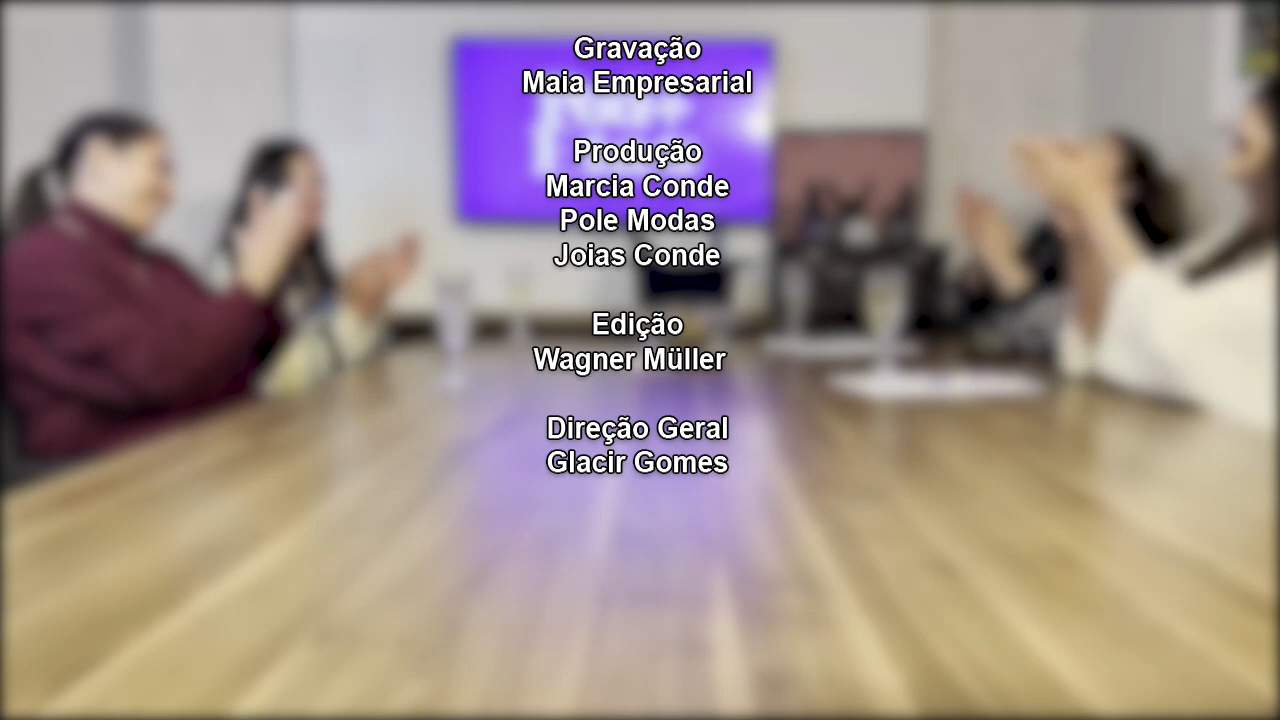 Gravação
Maia Empresarial
Produção
Marcia Conde
Pole Modas
Joias Conde
Edição
Wagner Müller
Direção Geral
Glacir Gomes